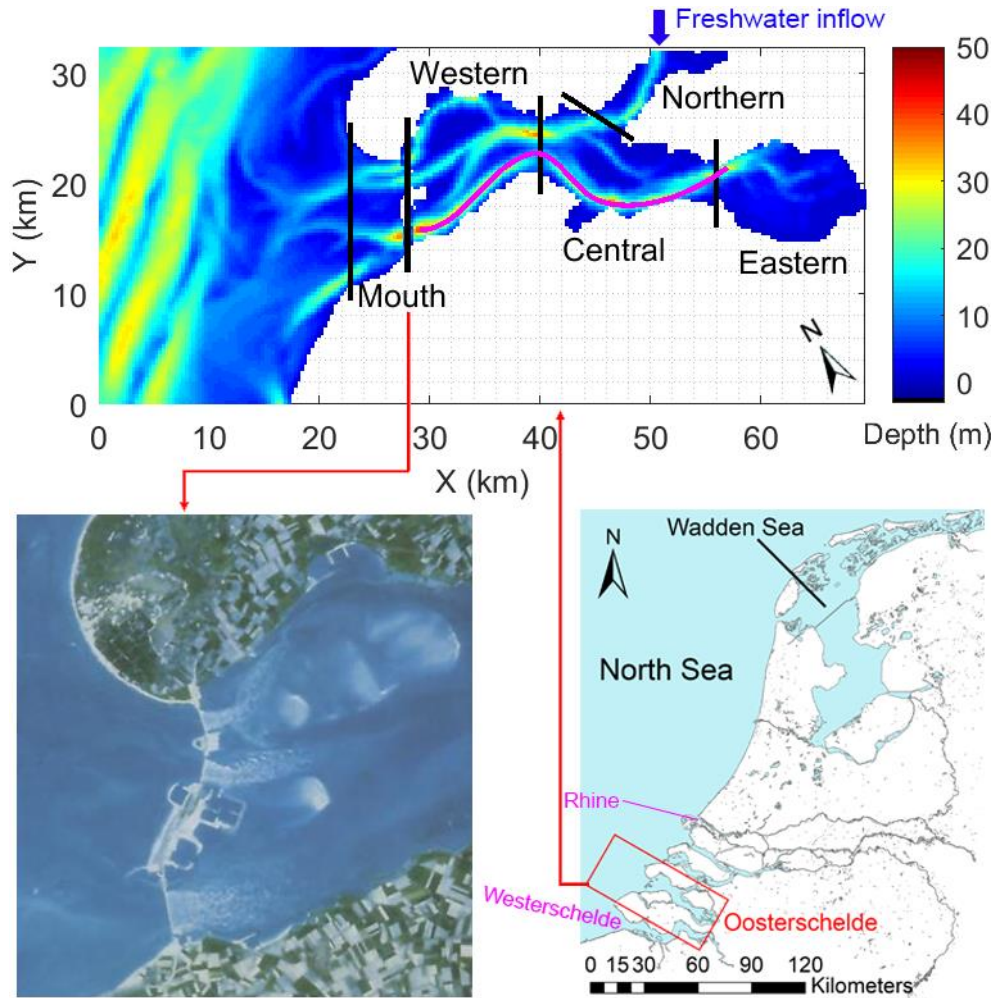 Freshwater inflow
Western
Northern
Central
Eastern
Mouth
N
Y (km)
30
20
10
0
0
10
20
30
40
50
60
X (km)
50
40
30
20
10
0
Depth (m)
N
Wadden Sea
North Sea
Rhine
Westerschelde
Oosterschelde
0 15 30 60 90 120
Kilometers